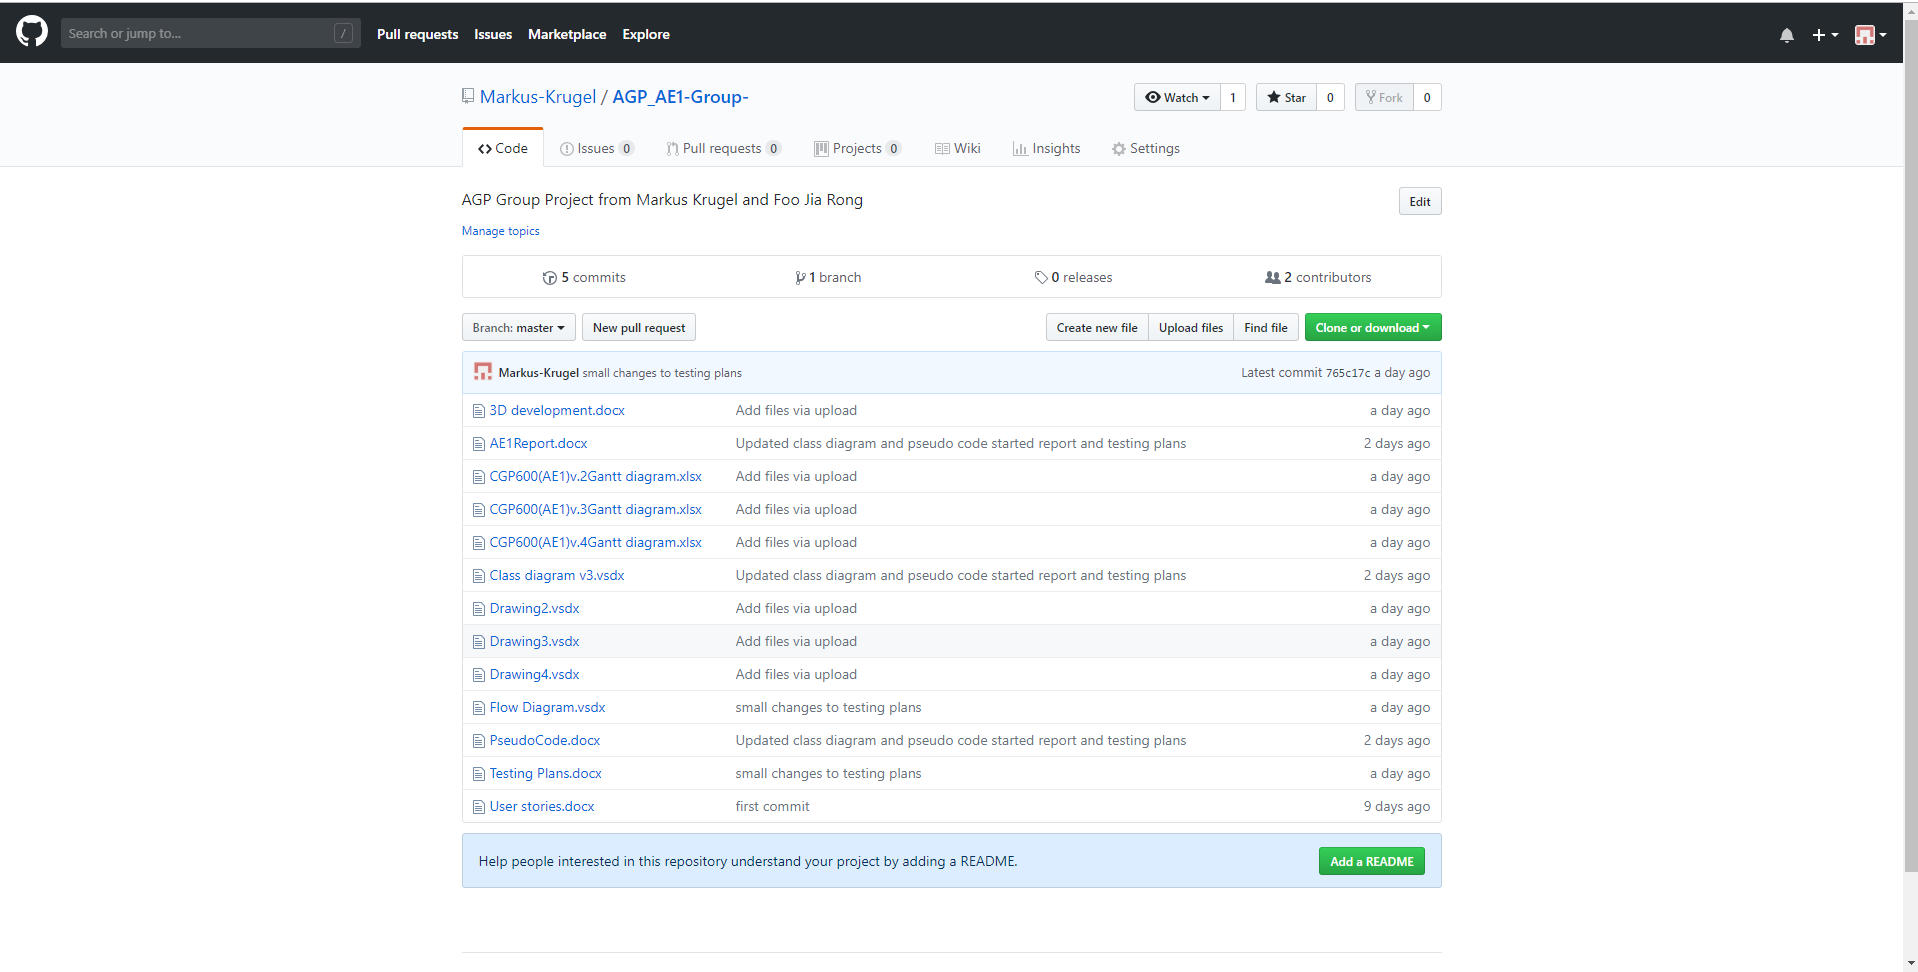 Search or jump to... / Pull requests Issues Marketplace Explore
Markus-Krugel / AGP_AE1-Group- Watch 1 Star 0 Fork 0
Code Issues 0 Pull requests 0 Projects 0 Wiki Insights Settings
AGP Group Project from Markus Krugel and Foo Jia Rong Edit
Manage topics
5 commits 1 branch 0 releases 2 contributors
Branch: master New pull request Create new file Upload files Find file Clone or download
Markus-Krugel small changes to testing plans Latest commit 765c17c a day ago
3D development.docx Add files via upload a day ago
AE1Report.docx Updated class diagram and pseudo code started report and testing plans 2 days ago
CGP600(AE1)v.2Gantt diagram.xlsx Add files via upload a day ago
CGP600(AE1)v.3Gantt diagram.xlsx Add files via upload a day ago
CGP600(AE1)v.4Gantt diagram.xlsx Add files via upload a day ago
Class diagram v3.vsdx Updated class diagram and pseudo code started report and testing plans 2 days ago
Drawing2.vsdx Add files via upload a day ago
Drawing3.vsdx Add files via upload a day ago
Drawing4.vsdx Add files via upload a day ago
Flow Diagram.vsdx small changes to testing plans a day ago
PseudoCode.docx Updated class diagram and pseudo code started report and testing plans 2 days ago
Testing Plans.docx small changes to testing plans a day ago
User stories.docx first commit 9 days ago
Help people interested in this repository understand your project by adding a README. Add a README